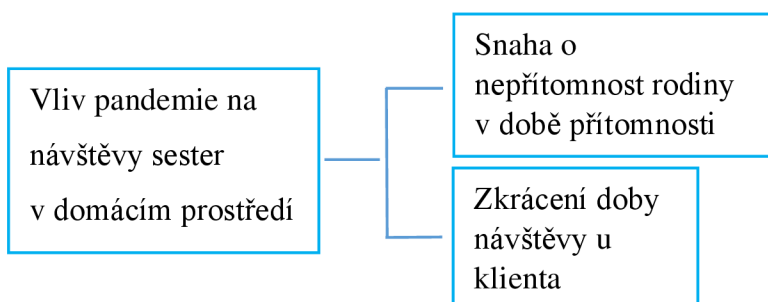 Vliv pandemie na
návštěvy sester
v domácím prostředí
Snaha o
nepřítomnost rodiny
v době přítomnosti
Zkrácení doby
návštěvy u
klienta